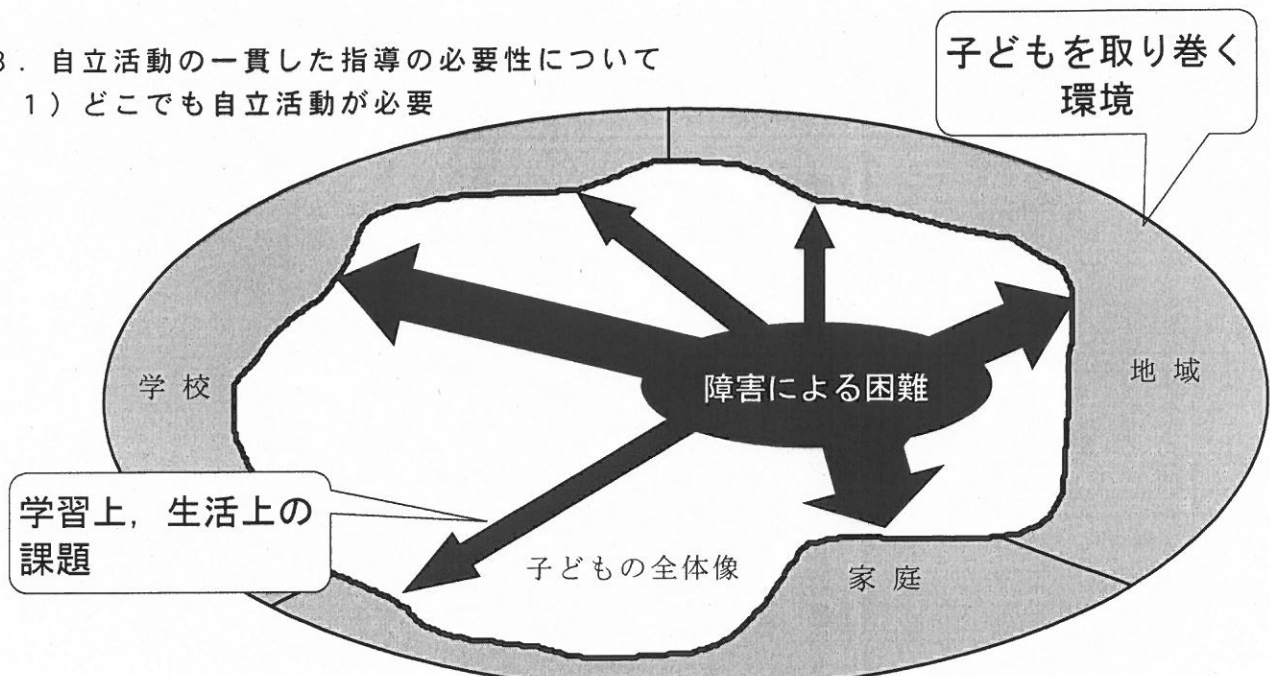 3．自立活動の一貫した指導の必要性について
1）どこでも自立活動が必要
子どもを取り巻く
環境
学校
障害による困難
地域
学習上，生活上の
課題
子どもの全体像
家庭